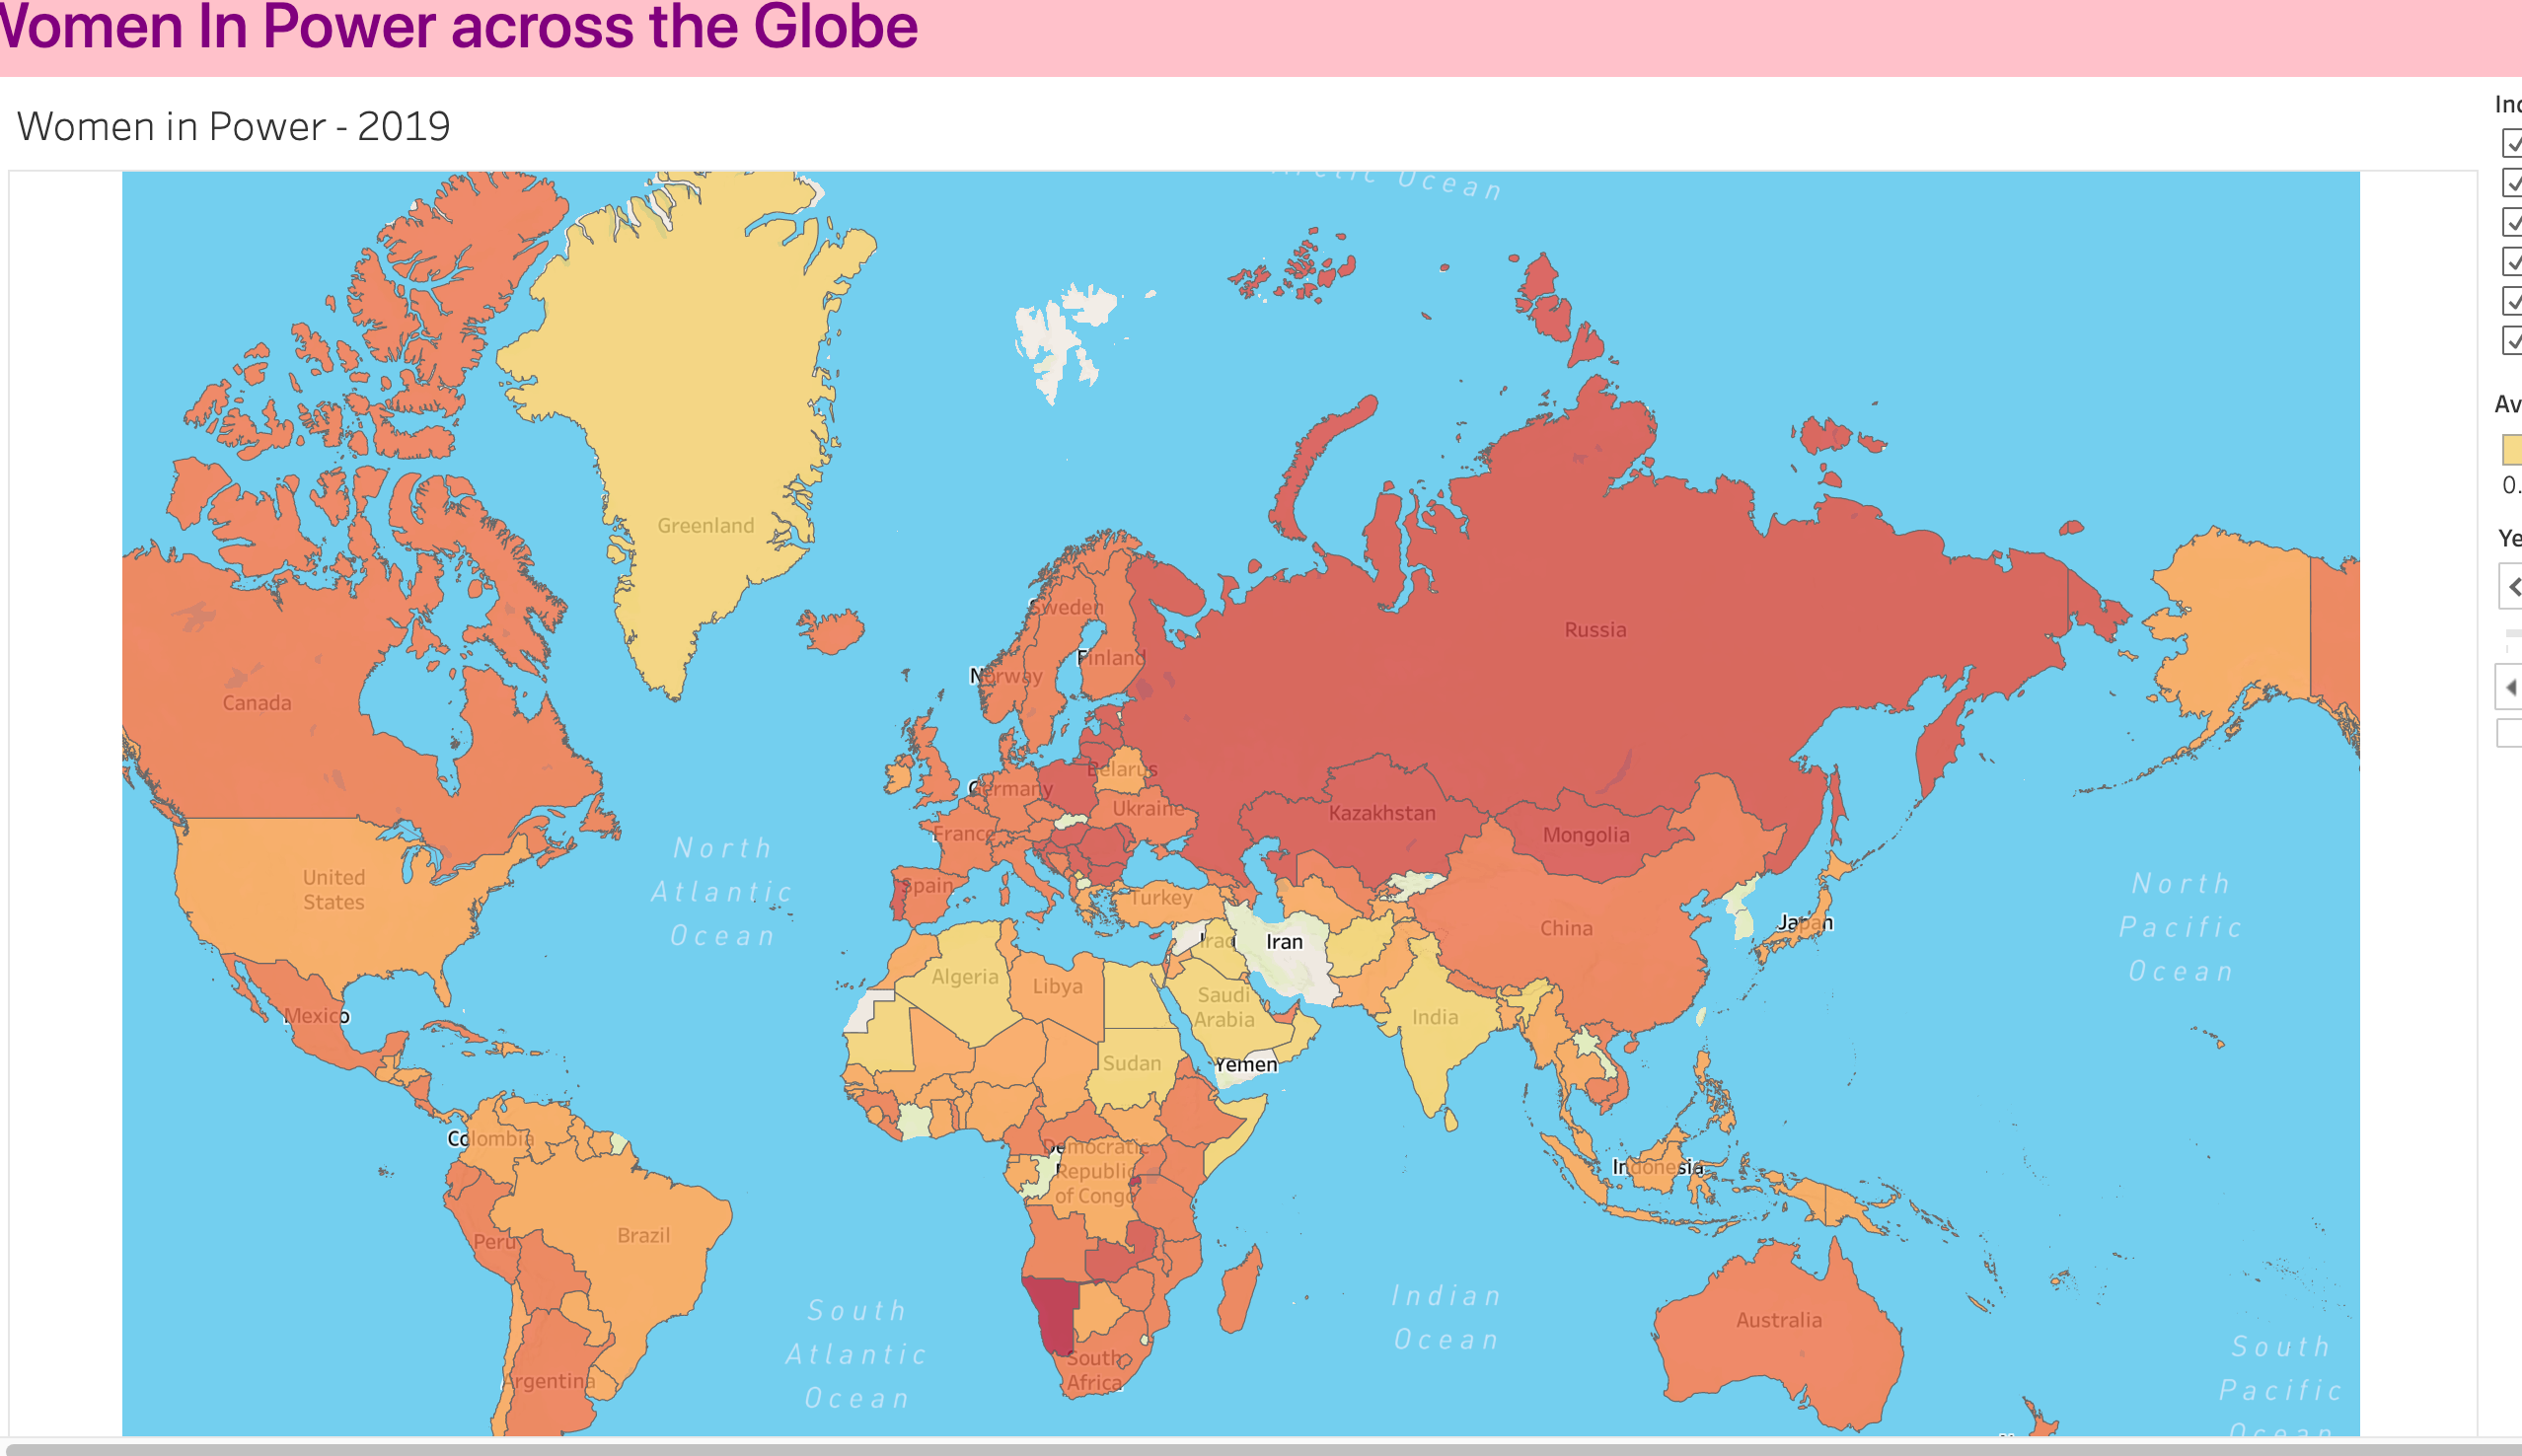 Women In Power across the Globe
Women in Power - 2019
Inc
Arctic Ocean
Av
0.
Ye
Greenland
Sweden
Finland
Norway
Russia
Canada
Belarus
Germany
Ukraine
France
Kazakhstan
Mongolia
North
Atlantic
Ocean
United
States
Spain
Turkey
North
Pacific
Ocean
China
Japan
Iraq
Iran
Algeria
Libya
Saudi
Arabia
India
Mexico
Sudan
Yemen
Colombia
Democratic
Republic
of Congo
Indonesia
Brazil
Peru
Indian
Ocean
South
Atlantic
Ocean
Australia
South
Africa
Argentina
South
Pacific
Ocean